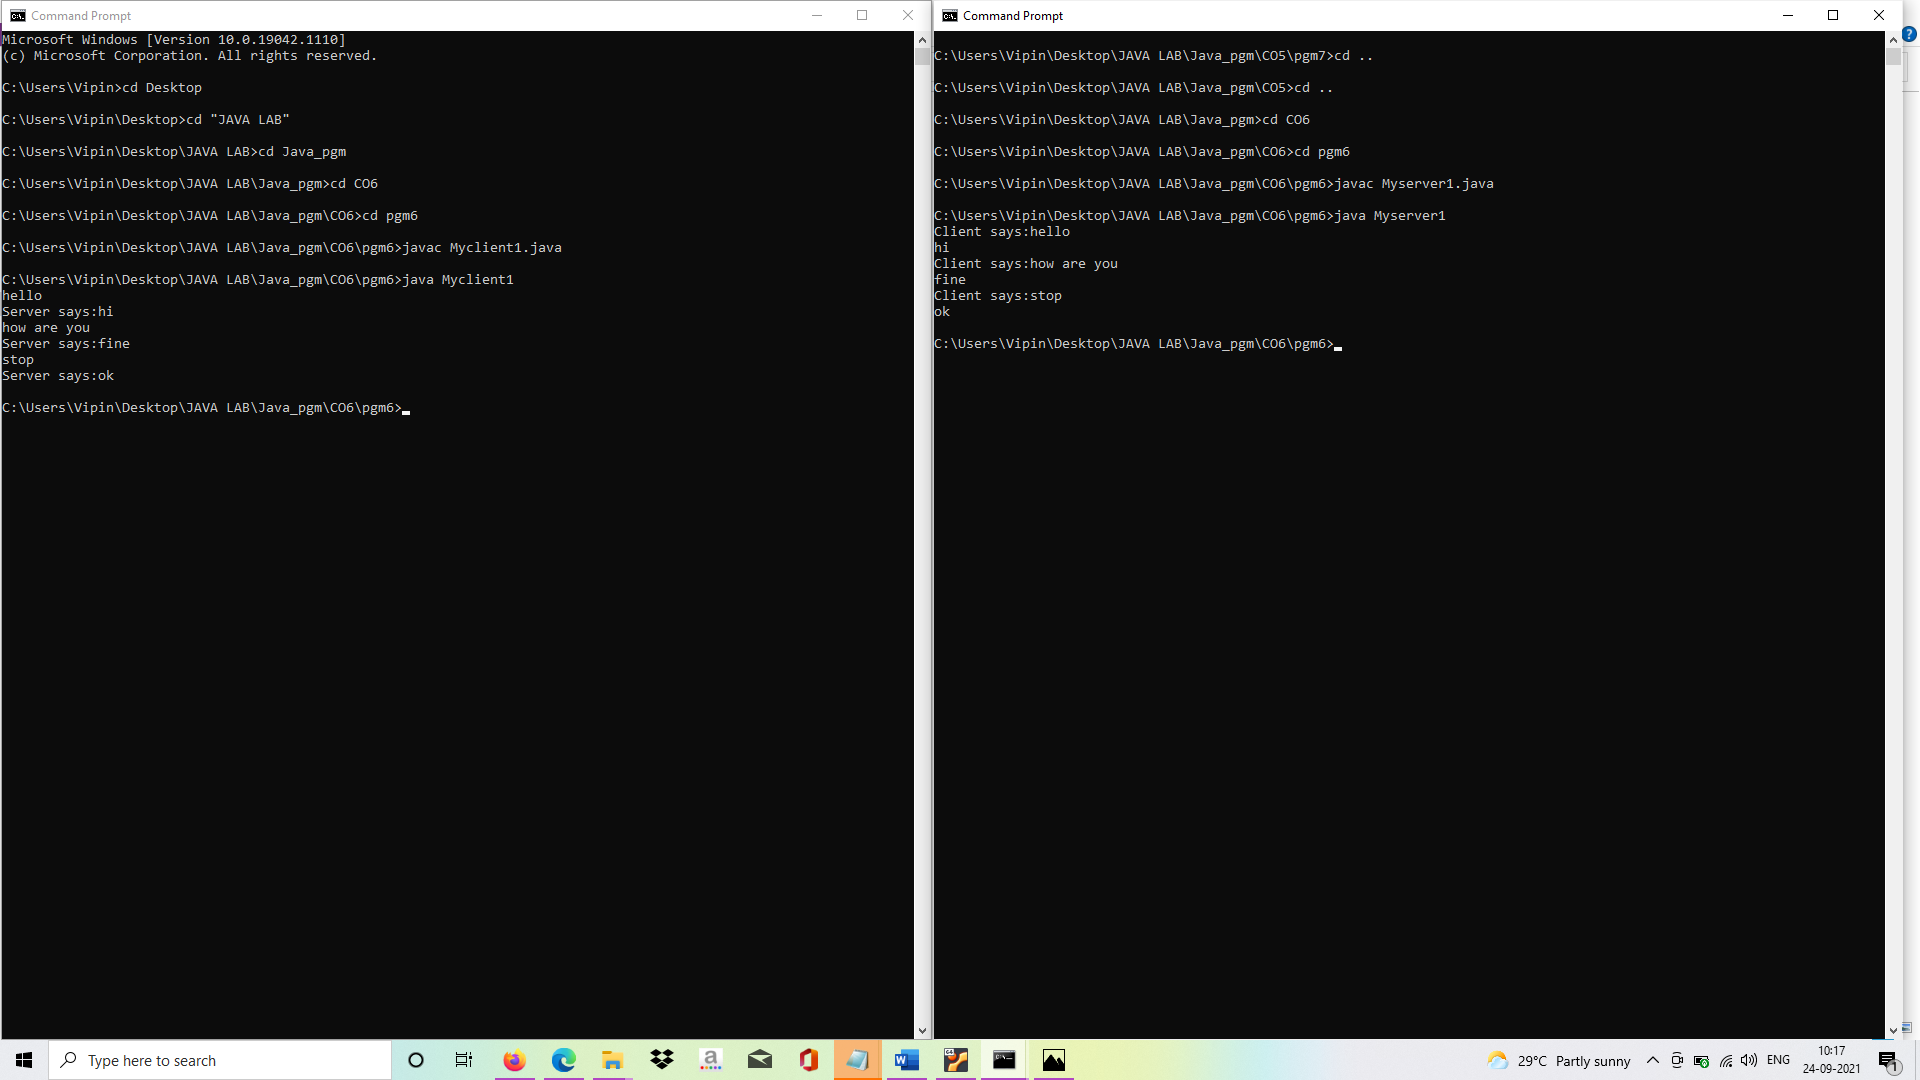 Command Prompt
Microsoft Windows [Version 10.0.19042.1110]
(c) Microsoft Corporation. All rights reserved.
C:\Users\Vipin>cd Desktop
C:\Users\Vipin\Desktop>cd "JAVA LAB"
C:\Users\Vipin\Desktop\JAVA LAB>cd Java_pgm
C:\Users\Vipin\Desktop\JAVA LAB\Java_pgm>cd CO6
C:\Users\Vipin\Desktop\JAVA LAB\Java_pgm\CO6>cd pgm6
C:\Users\Vipin\Desktop\JAVA LAB\Java_pgm\CO6\pgm6>javac Myclient1.java
C:\Users\Vipin\Desktop\JAVA LAB\Java_pgm\CO6\pgm6>java Myclient1
hello
Server says:hi
how are you
Server says:fine
stop
Server says:ok
C:\Users\Vipin\Desktop\JAVA LAB\Java_pgm\CO6\pgm6>
Command Prompt
C:\Users\Vipin\Desktop\JAVA LAB\Java_pgm\CO5\pgm7>cd ..
C:\Users\Vipin\Desktop\JAVA LAB\Java_pgm\CO5>cd ..
C:\Users\Vipin\Desktop\JAVA LAB\Java_pgm>cd CO6
C:\Users\Vipin\Desktop\JAVA LAB\Java_pgm\CO6>cd pgm6
C:\Users\Vipin\Desktop\JAVA LAB\Java_pgm\CO6\pgm6>javac Myserver1.java
C:\Users\Vipin\Desktop\JAVA LAB\Java_pgm\CO6\pgm6>java Myserver1
Client says:hello
hi
Client says:how are you
fine
Client says:stop
ok
C:\Users\Vipin\Desktop\JAVA LAB\Java_pgm\CO6\pgm6>
Type here to search
29°C Partly sunny
ENG
10:17
24-09-2021
1